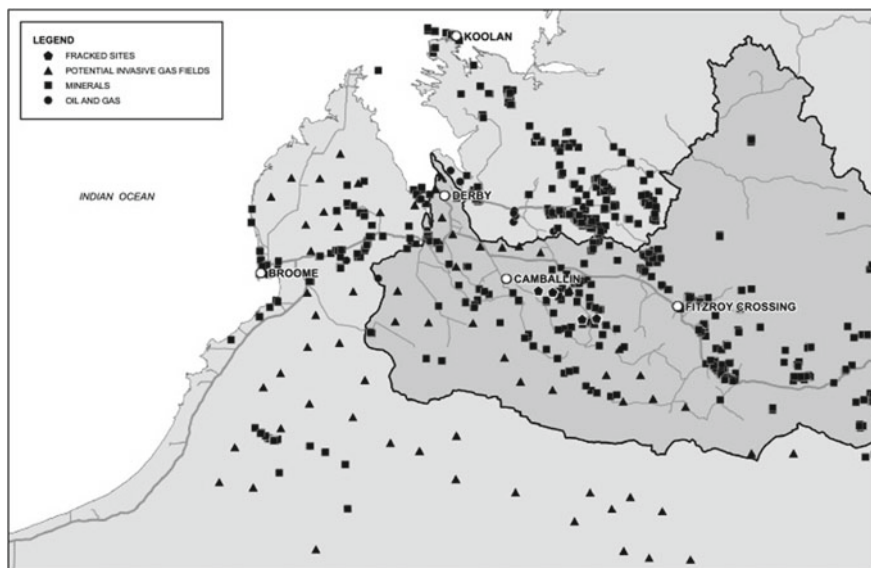 KOOLAN
LEGEND
FRACKED SITES
POTENTIAL INVASIVE GAS FIELDS
MINERALS
OIL AND GAS
INDIAN OCEAN
DERBY
BROOME
CAMBALLIN
FITZROY CROSSING